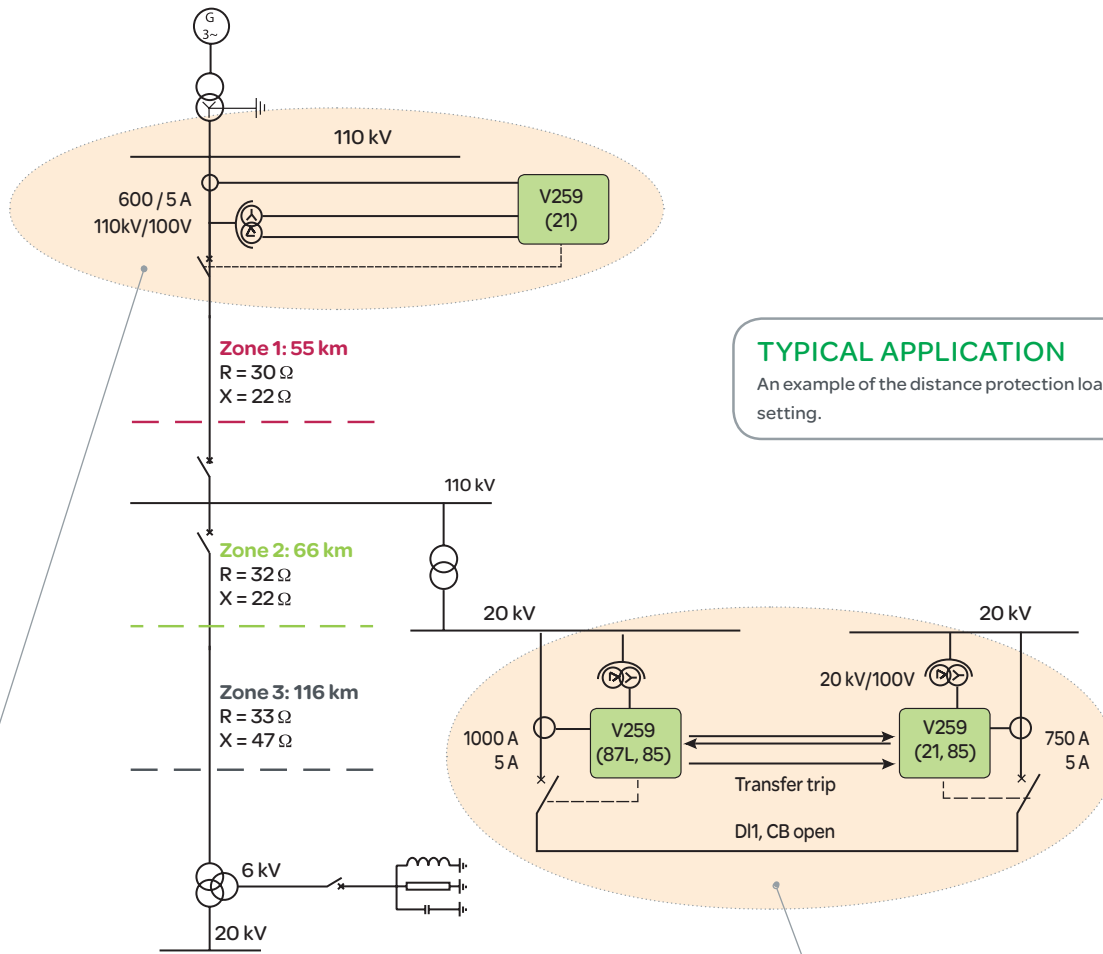 G
3~
110 kV
600 / 5 A
110kV/100V
V259
(21)
Zone 1: 55 km
R = 30 Ω
X = 22 Ω
TYPICAL APPLICATION
An example of the distance protection loa
setting.
110 kV
Zone 2: 66 km
R = 32 Ω
X = 22 Ω
20 kV
20 kV
Zone 3: 116 km
R = 33 Ω
X = 47 Ω
20 kV/100V
1000 A
5 A
V259
(87L, 85)
V259
(21, 85)
750 A
5 A
Transfer trip
DI1, CB open
6 kV
20 kV